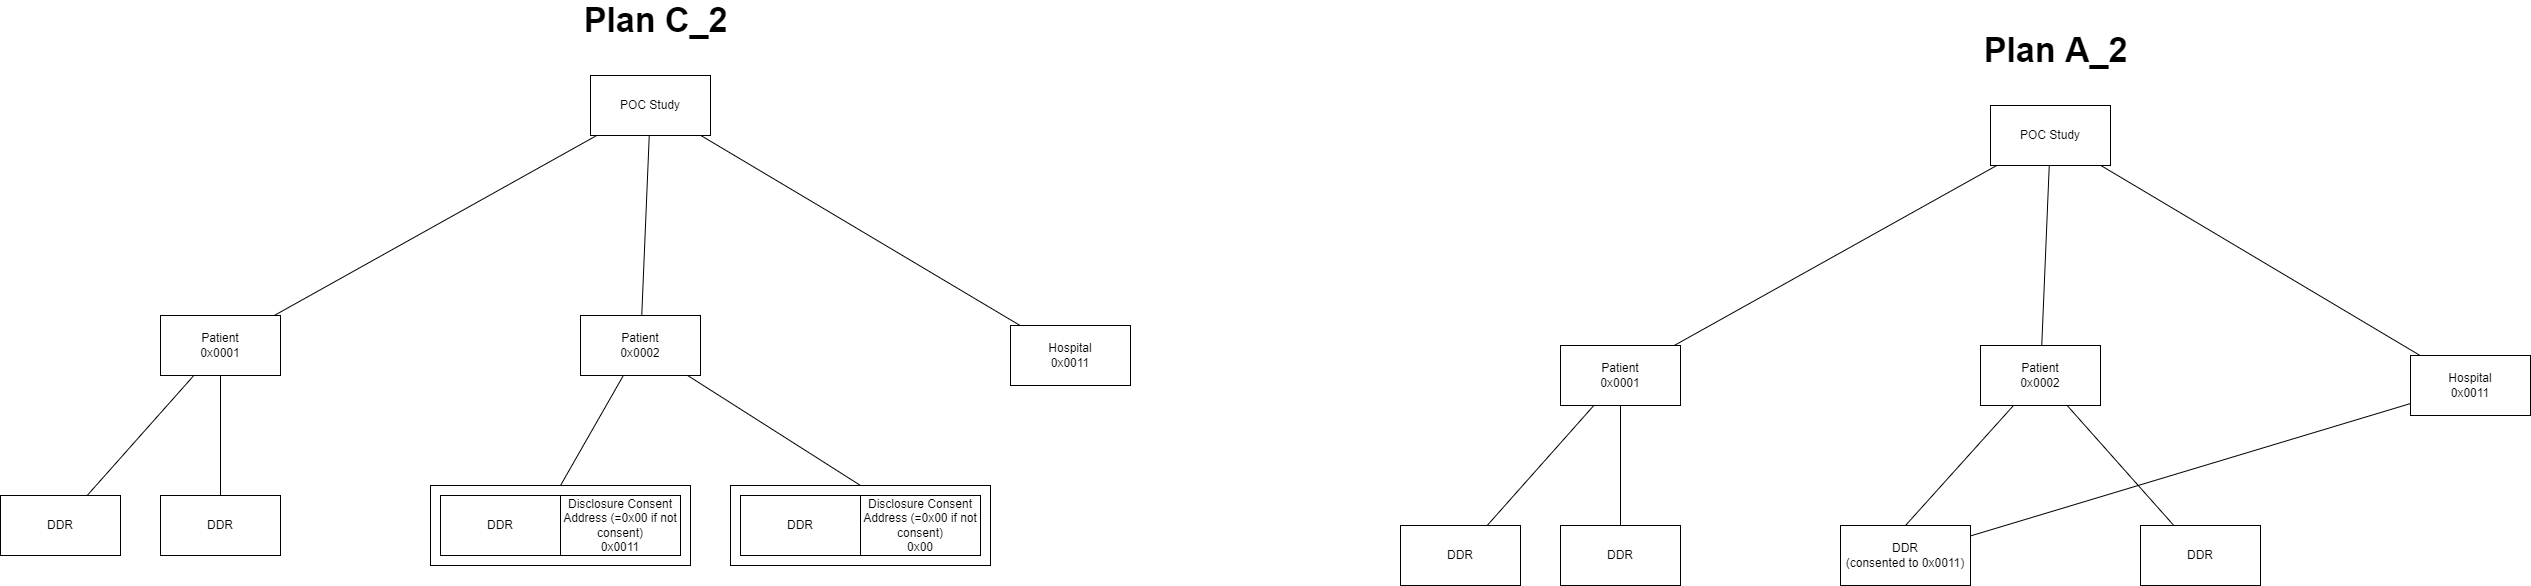 Plan C_2
POC Study
Patient
0x0001
Patient
0x0002
Hospital
0x0011
DDR
DDR
DDR
Disclosure Consent
Address (=0x00 if not
consent)
0x0011
DDR
Disclosure Consent
Address (=0x00 if not
consent)
0x00
Plan A_2
POC Study
Patient
0x0001
Patient
0x0002
Hospital
0x0011
DDR
DDR
DDR
(consented to 0x0011)
DDR